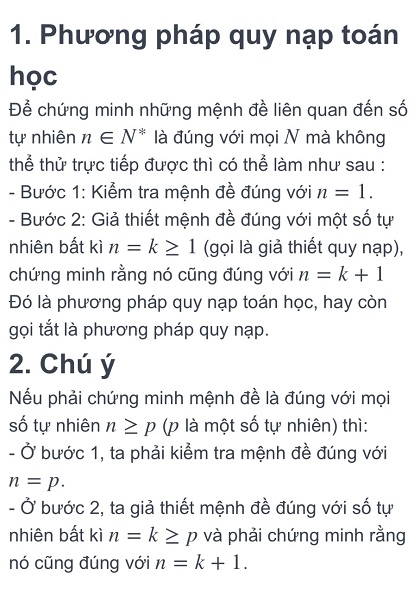 1. Phương pháp quy nạp toán
học
Để chứng minh những mệnh đề liên quan đến số
tự nhiên n ∈ N* là đúng với mọi N mà không
thể thử trực tiếp được thì có thể làm như sau :
- Bước 1: Kiểm tra mệnh đề đúng với n = 1.
- Bước 2: Giả thiết mệnh đề đúng với một số tự
nhiên bất kì n = k ≥ 1 (gọi là giả thiết quy nạp),
chứng minh rằng nó cũng đúng với n = k + 1
Đó là phương pháp quy nạp toán học, hay còn
gọi tắt là phương pháp quy nạp.
2. Chú ý
Nếu phải chứng minh mệnh đề là đúng với mọi
số tự nhiên n ≥ p (p là một số tự nhiên) thì:
- Ở bước 1, ta phải kiểm tra mệnh đề đúng với
n = p.
- Ở bước 2, ta giả thiết mệnh đề đúng với số tự
nhiên bất kì n = k ≥ p và phải chứng minh rằng
nó cũng đúng với n = k + 1.